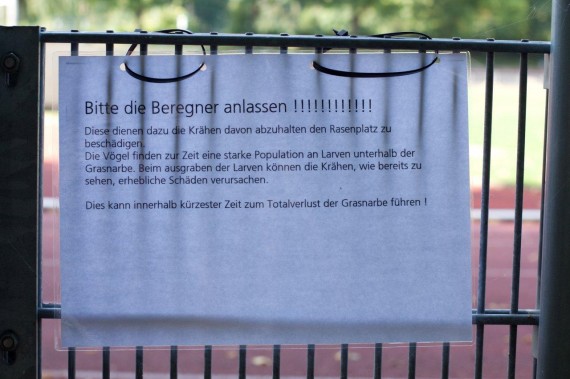 Bitte die Beregner anlassen !!!!!!!!!!!!
Diese dienen dazu die Krähen davon abzuhalten den Rasenplatz zu
beschädigen.
Die Vögel finden zur Zeit eine starke Population an Larven unterhalb der
Grasnarbe. Beim ausgraben der Larven können die Krähen, wie bereits zu
sehen, erhebliche Schäden verursachen.
Dies kann innerhalb kürzester Zeit zum Totalverlust der Grasnarbe führen !